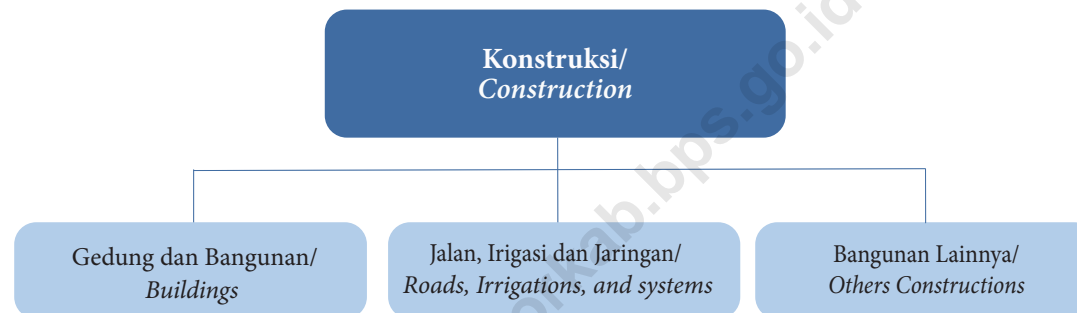 Konstruksi/
Construction
Gedung dan Bangunan/
Buildings
Jalan, Irigasi dan Jaringan/
Roads, Irrigations, and systems
Bangunan Lainnya/
Others Constructions